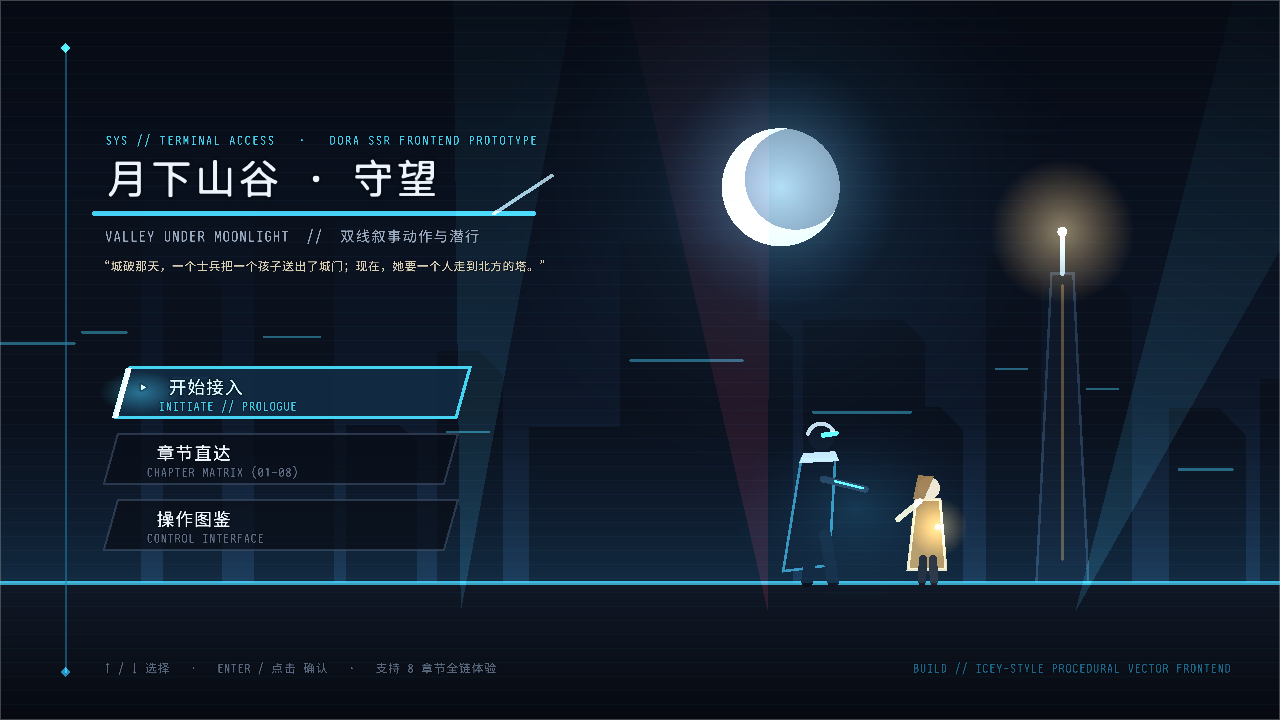 SYS // TERMINAL ACCESS · DORA SSR FRONTEND PROTOTYPE
月下山谷 · 守望
VALLEY UNDER MOONLIGHT // 双线叙事动作与潜行
“城破那天，一个士兵把一个孩子送出了城门；现在，她要一个人走到北方的塔。”
开始接入
INITIATE // PROLOGUE
章节直达
CHAPTER MATRIX (01-08)
操作图鉴
CONTROL INTERFACE
↑ / ↓ 选择 · ENTER / 点击 确认 · 支持 8 章节全链体验
BUILD // ICEY-STYLE PROCEDURAL VECTOR FRONTEND